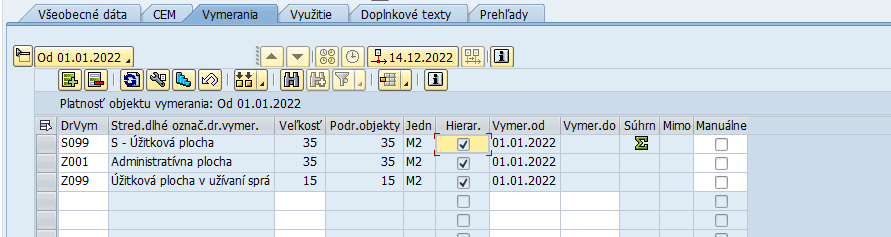 Všeobecné dáta CEM Vymerania Využitie Doplnkové texty Prehľady
Od 01.01.2022 14.12.2022
Platnosť objektu vymerania: Od 01.01.2022
DrVym Stred.dlhé označ.dr.vymer. Veľkosť Podr.objekty Jedn Hierar. Vymer.od Vymer.do Súhrn Mimo Manuálne
S099 S - Úžitková plocha 35 35 M2 01.01.2022
Z001 Administratívna plocha 35 35 M2 01.01.2022
Z099 Úžitková plocha v užívaní sprá 15 15 M2 01.01.2022